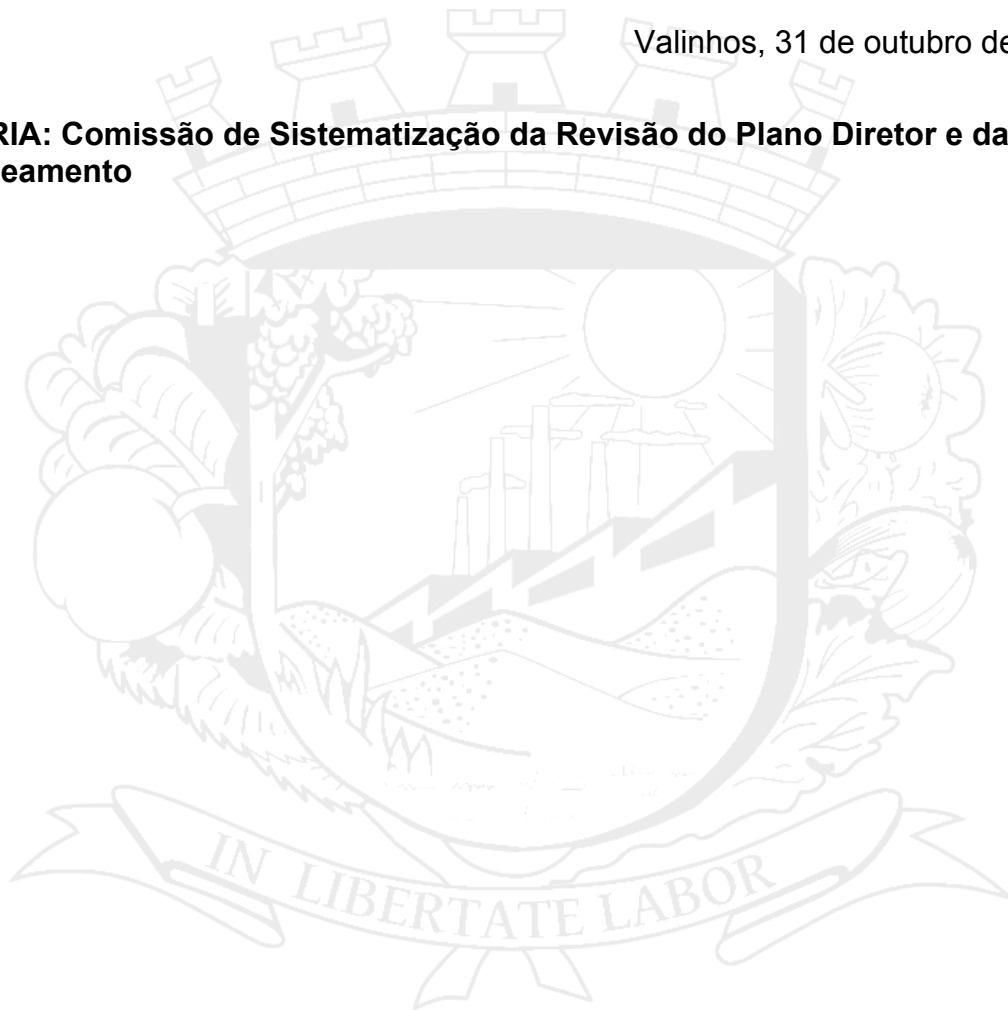 Valinhos, 31 de outubro de
RIA: Comissão de Sistematização da Revisão do Plano Diretor e da
eamento
IN LIBERTATE LABOR